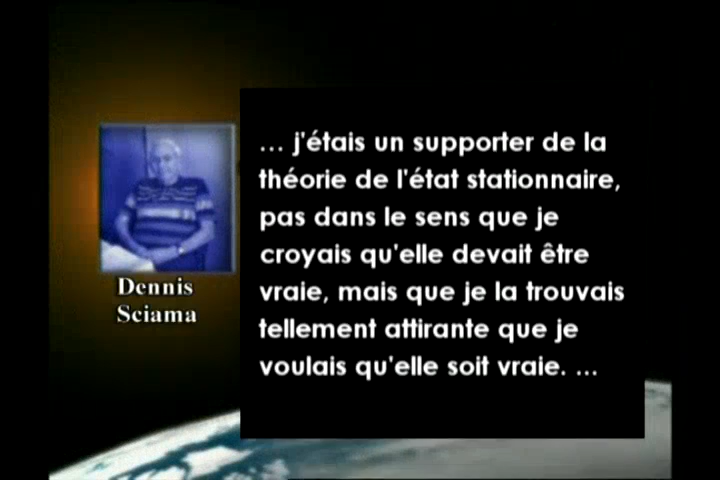 ... j'étais un supporter de la
théorie de l'état stationnaire,
pas dans le sens que je
croyais qu'elle devait être
vraie, mais que je la trouvais
tellement attirante que je
voulais qu'elle soit vraie. ...
Dennis
Sciama